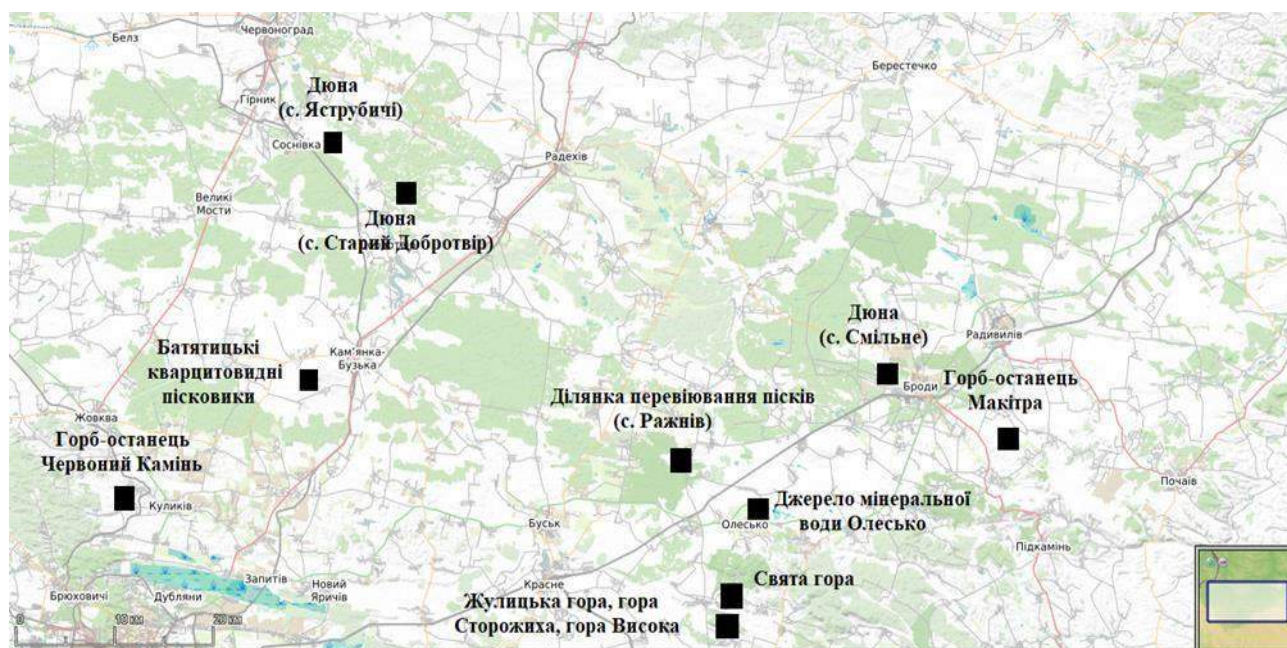 Белз
Червоноград
Берестечко
Дюна
(с. Яструбичі)
Гірник
Соснівка
Радехів
Великі
Мости
Дюна
(с. Старий Добротвір)
Дюна
(с. Смільне)
Радивилів
Батятицькі
кварцитовидні
пісковики
Кам'янка-
Бузька
Броди
Горб-останець
Макітра
Ділянка перевіювання пісків
(с. Ражнів)
Жовква
Горб-останець
Червоний Камінь
Куликів
Почаїв
Джерело мінеральної
води Олесько
Олесько
Буськ
Підкамінь
Запитів
Новий
Яричів
Красне
Свята гора
Брюховичі
Дубляни
Жулицька гора, гора
Сторожиха, гора Висока
0 10 км 20 км